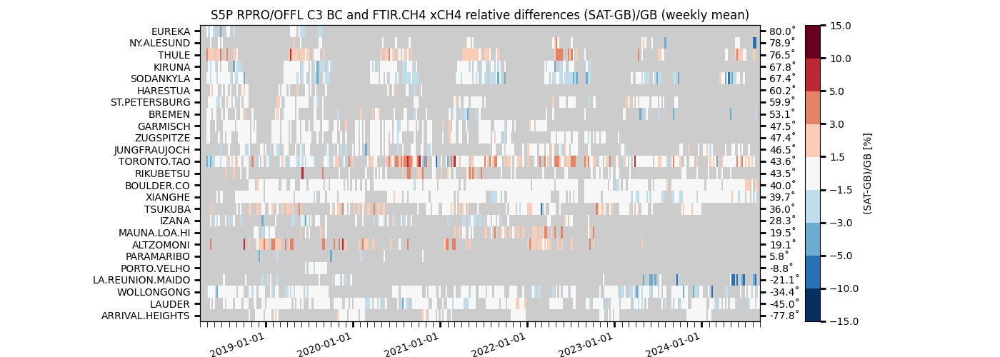 S5P RPRO/OFFL C3 BC and FTIR.CH4 xCH4 relative differences (SAT-GB)/GB (weekly mean)
EUREKA 80.0°
NY.ALESUND 78.9°
THULE 76.5°
KIRUNA 67.8°
SODANKYLA 67.4°
HARESTUA 60.2°
ST.PETERSBURG 59.9°
BREMEN 53.1°
GARMISCH 47.5°
ZUGSPITZE 47.4°
JUNGFRAUJOCH 46.5°
TORONTO.TAO 43.6°
RIKUBETSU 43.5°
BOULDER.CO 40.0°
XIANGHE 39.7°
TSUKUBA 36.0°
IZANA 28.3°
MAUNA.LOA.HI 19.5°
ALTZOMONI 19.1°
PARAMARIBO 5.8°
PORTO.VELHO -8.8°
LA.REUNION.MAIDO -21.1°
WOLLONGONG -34.4°
LAUDER -45.0°
ARRIVAL.HEIGHTS -77.8°
2019-01-01 2020-01-01 2021-01-01 2022-01-01 2023-01-01 2024-01-01
15.0
10.0
5.0
3.0
1.5
−1.5
−3.0
−5.0
−10.0
−15.0
(SAT-GB)/GB [%]